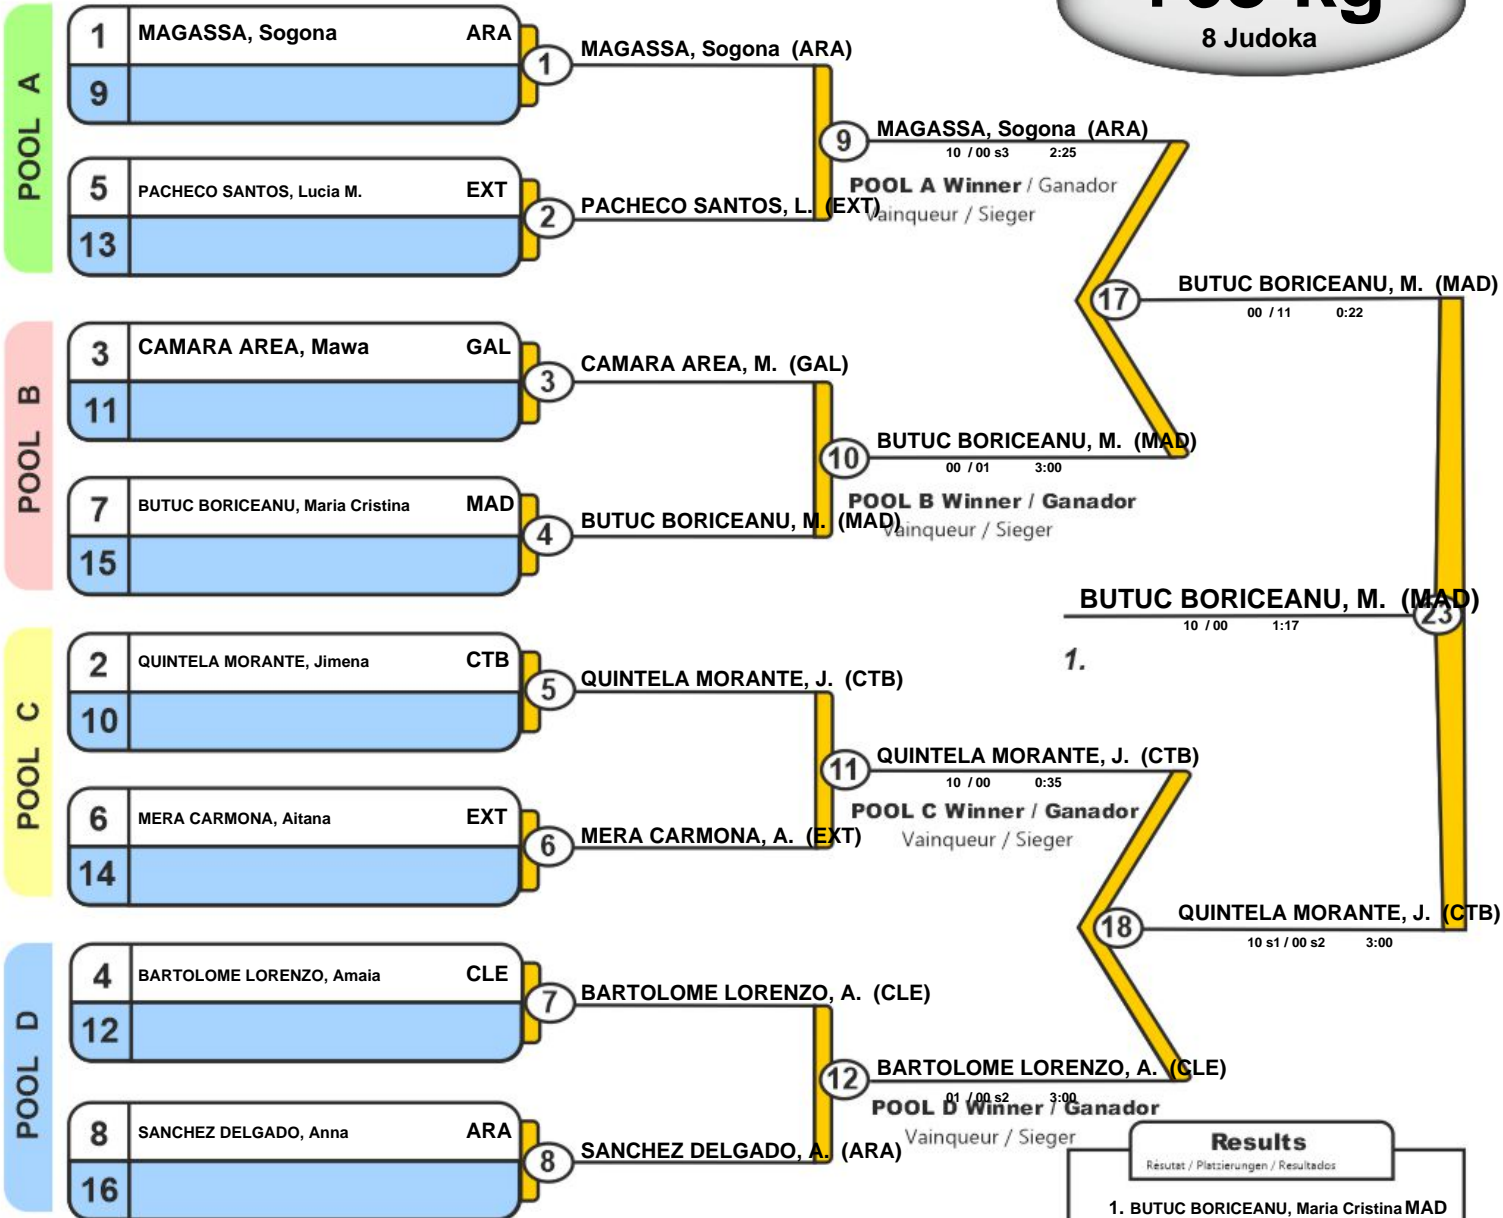 8 Judoka
POOL A
1 MAGASSA, Sogona ARA
9
5 PACHECO SANTOS, Lucia M. EXT
13
1 MAGASSA, Sogona (ARA)
2 PACHECO SANTOS, L. (EXT)
9 MAGASSA, Sogona (ARA)
10 / 00 s3 2:25
POOL A Winner / Ganador
Vainqueur / Sieger
POOL B
3 CAMARA AREA, Mawa GAL
11
7 BUTUC BORICEANU, Maria Cristina MAD
15
3 CAMARA AREA, M. (GAL)
4 BUTUC BORICEANU, M. (MAD)
10 BUTUC BORICEANU, M. (MAD)
00 / 01 3:00
POOL B Winner / Ganador
Vainqueur / Sieger
17 BUTUC BORICEANU, M. (MAD)
00 / 11 0:22
BUTUC BORICEANU, M. (MAD) 23
10 / 00 1:17
1.
POOL C
2 QUINTELA MORANTE, Jimena CTB
10
6 MERA CARMONA, Aitana EXT
14
5 QUINTELA MORANTE, J. (CTB)
6 MERA CARMONA, A. (EXT)
11 QUINTELA MORANTE, J. (CTB)
10 / 00 0:35
POOL C Winner / Ganador
Vainqueur / Sieger
POOL D
4 BARTOLOME LORENZO, Amaia CLE
12
8 SANCHEZ DELGADO, Anna ARA
16
7 BARTOLOME LORENZO, A. (CLE)
8 SANCHEZ DELGADO, A. (ARA)
12 BARTOLOME LORENZO, A. (CLE)
01 / 00 s2 3:00
POOL D Winner / Ganador
Vainqueur / Sieger
18 QUINTELA MORANTE, J. (CTB)
10 s1 / 00 s2 3:00
Results
Résutat / Platzierungen / Resultados
1. BUTUC BORICEANU, Maria Cristina MAD